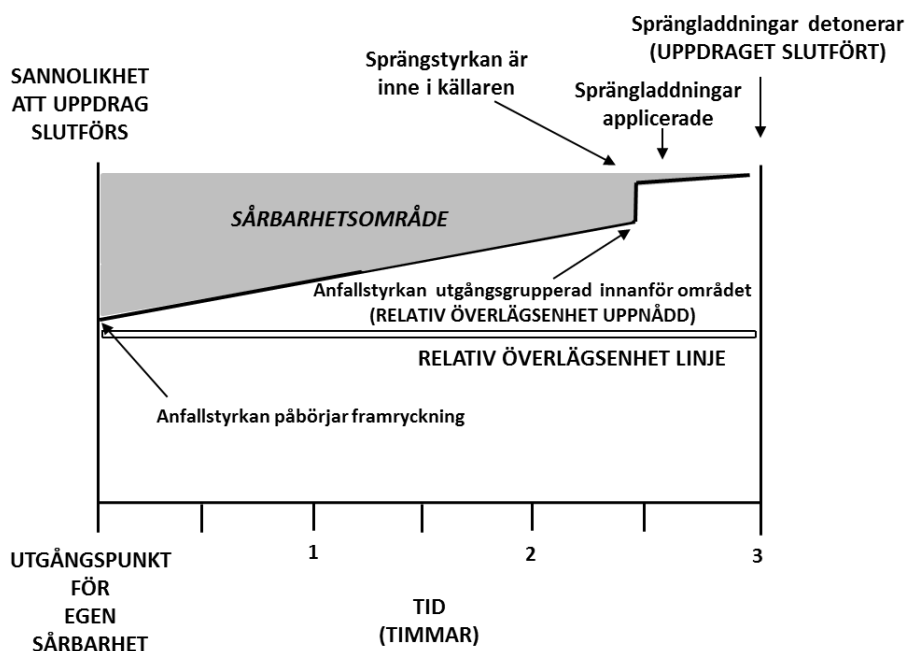 Sprängladdningar detonerar
(UPPDRAGET SLUTFÖRT)
Sprängstyrkan är
inne i källaren
SANNOLIKHET
ATT UPPDRAG
SLUTFÖRS
Sprängladdningar
applicerade
SÅRBARHETSOMRÅDE
Anfallstyrkan utgångsgrupperad innanför området
(RELATIV ÖVERLÄGSENHET UPPNÅDD)
RELATIV ÖVERLÄGSENHET LINJE
Anfallstyrkan påbörjar framryckning
1
2
3
UTGÅNGSPUNKT
FÖR
EGEN
SÅRBARHET
TID
(TIMMAR)